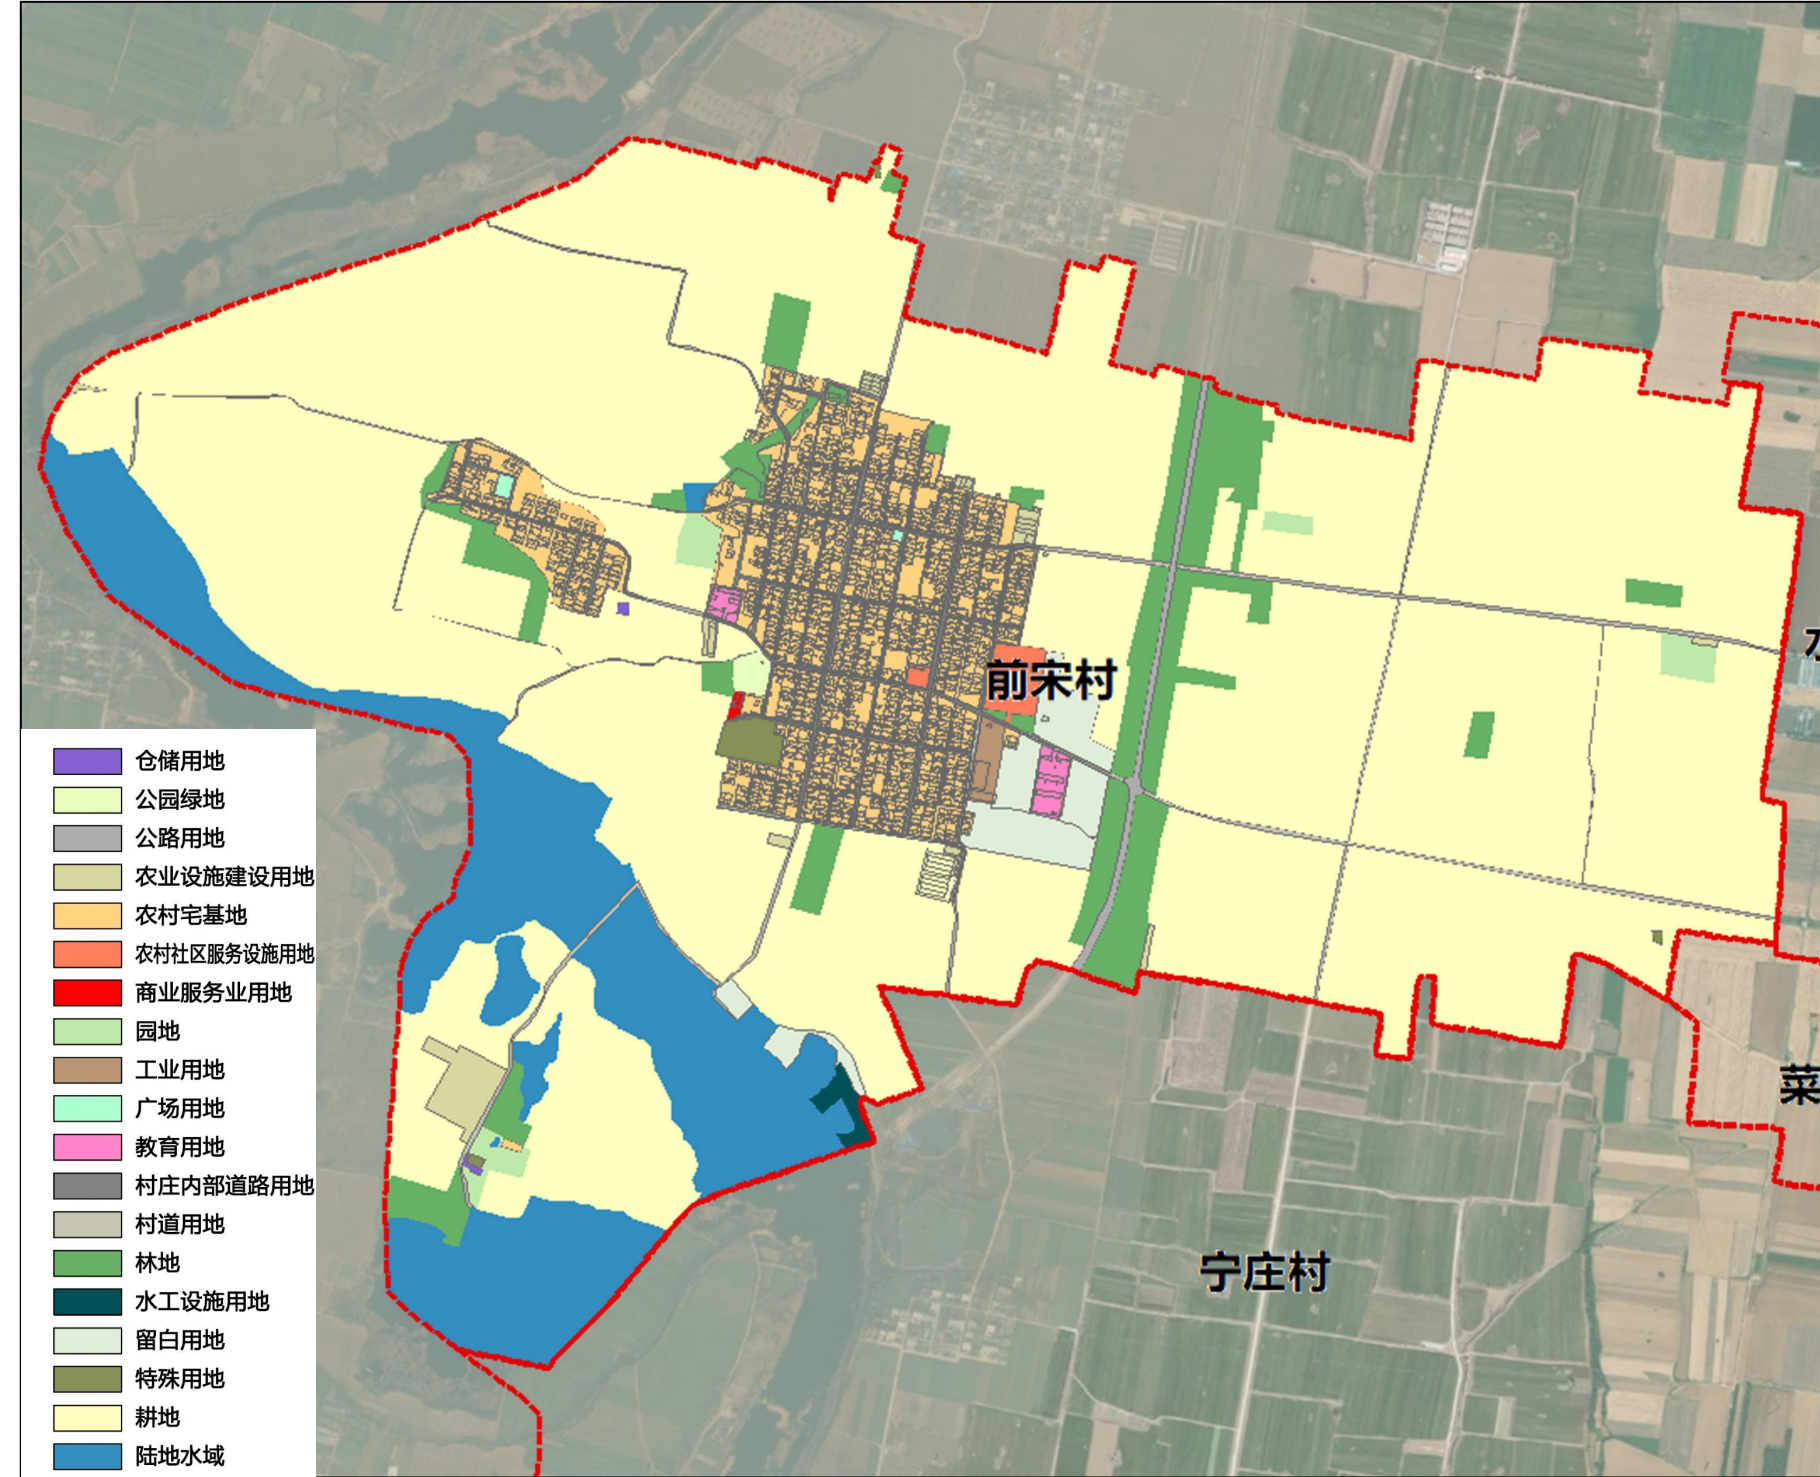 前宋村
宁庄村
菜
仓储用地
公园绿地
公路用地
农业设施建设用地
农村宅基地
农村社区服务设施用地
商业服务业用地
园地
工业用地
广场用地
教育用地
村庄内部道路用地
村道用地
林地
水工设施用地
留白用地
特殊用地
耕地
陆地水域